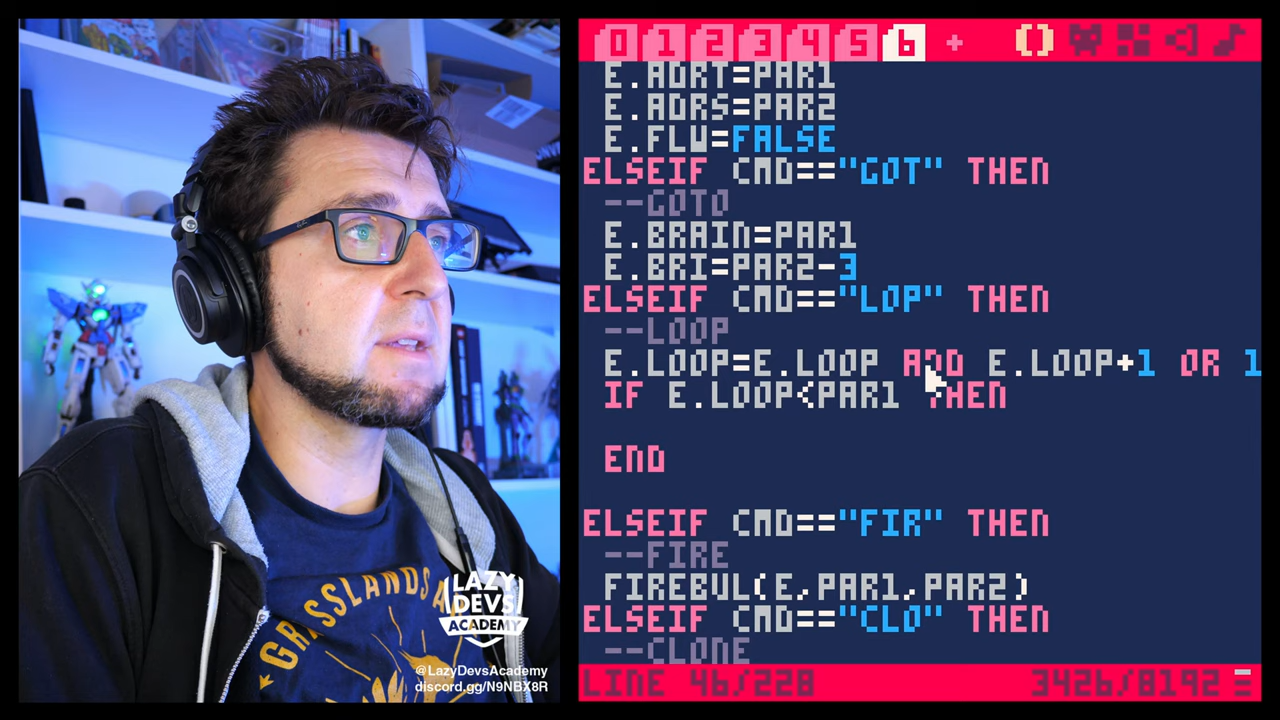 GRASSLANDS
LAZY
DEVS
ACADEMY
@LazyDevsAcademy
discord.gg/N9NBX8R
0 1 2 3 4 5 6 +
E.ADRT=PAR1
E.ADRS=PAR2
E.FLW=FALSE
ELSEIF CMD=="GOT" THEN
--GOTO
E.BRAIN=PAR1
E.BRI=PAR2-3
ELSEIF CMD=="LOP" THEN
--LOOP
E.LOOP=E.LOOP AND E.LOOP+1 OR 1
IF E.LOOP<PAR1 THEN
END
ELSEIF CMD=="FIR" THEN
--FIRE
FIREBUL(E,PAR1,PAR2)
ELSEIF CMD=="CLO" THEN
--CLONE
LINE 46/228
3426/8192